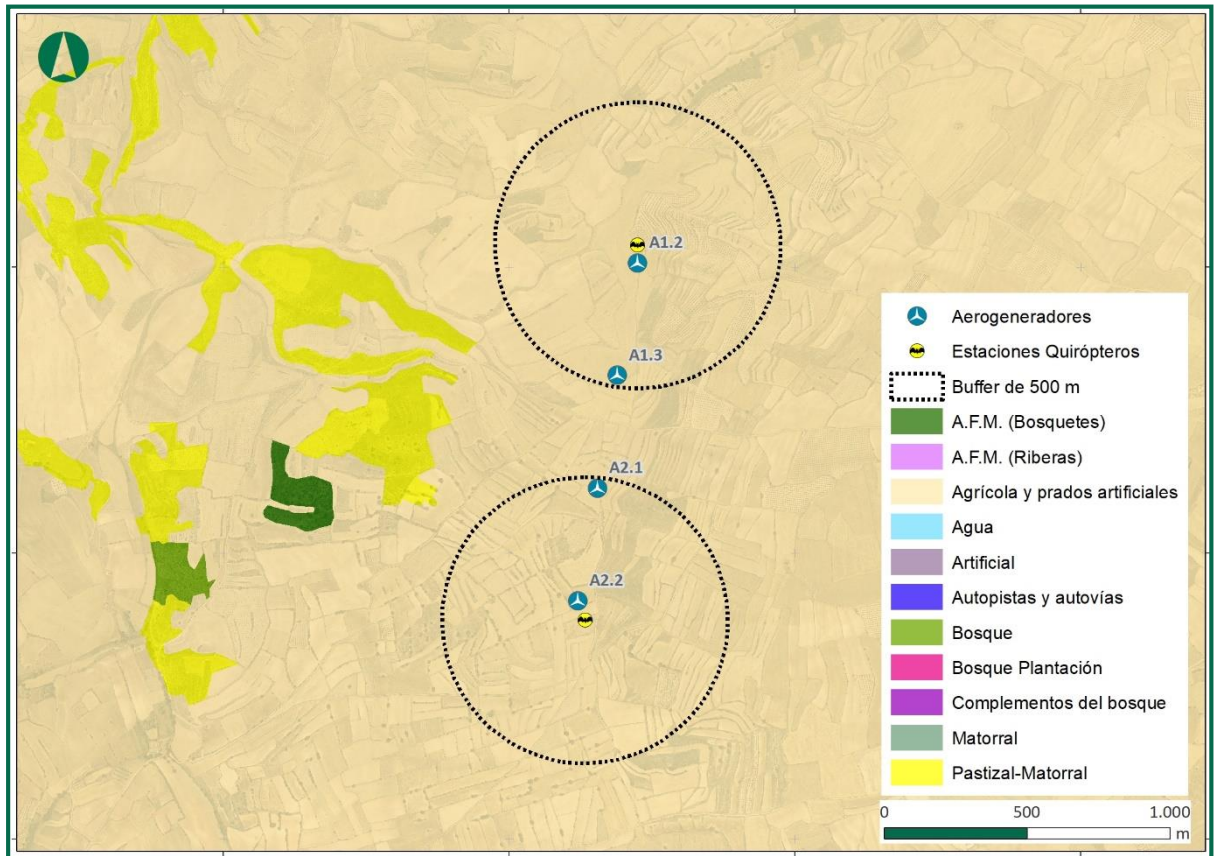 A1.2
A1.3
A2.1
A2.2
Aerogeneradores
Estaciones Quirópteros
Buffer de 500 m
A.F.M. (Bosquetes)
A.F.M. (Riberas)
Agrícola y prados artificiales
Agua
Artificial
Autopistas y autovías
Bosque
Bosque Plantación
Complementos del bosque
Matorral
Pastizal-Matorral
0 500 1.000
m